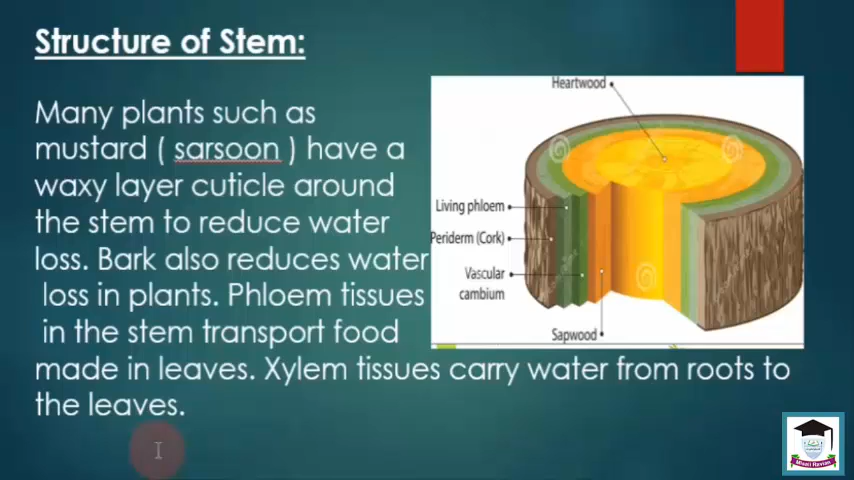 Structure of Stem:
Many plants such as
mustard ( sarsoon ) have a
waxy layer cuticle around
the stem to reduce water
loss. Bark also reduces water
loss in plants. Phloem tissues
in the stem transport food
made in leaves. Xylem tissues carry water from roots to
the leaves.
Heartwood
Living phloem
Periderm (Cork)
Vascular
cambium
Sapwood